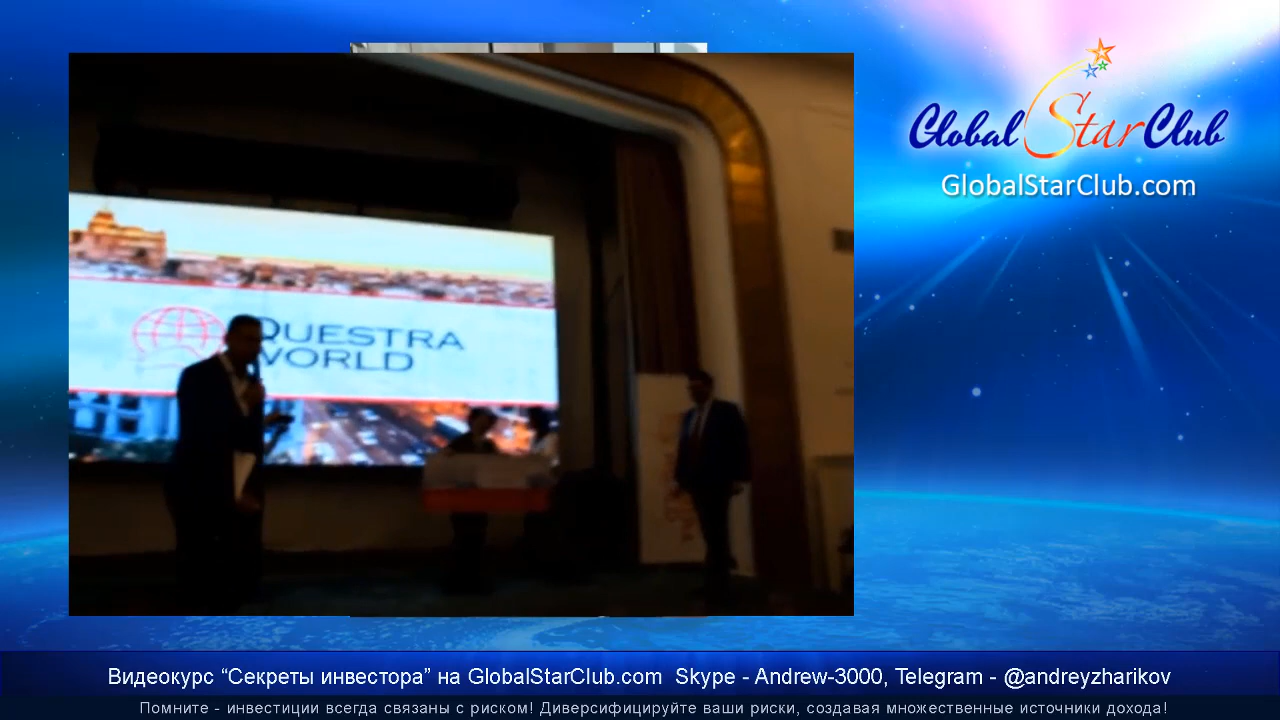 Global Star Club
GlobalStarClub.com
QUESTRA
WORLD
Видеокурс “Секреты инвестора” на GlobalStarClub.com Skype - Andrew-3000, Telegram - @andreyzharikov
Помните - инвестиции всегда связаны с риском! Диверсифицируйте ваши риски, создавая множественные источники дохода!